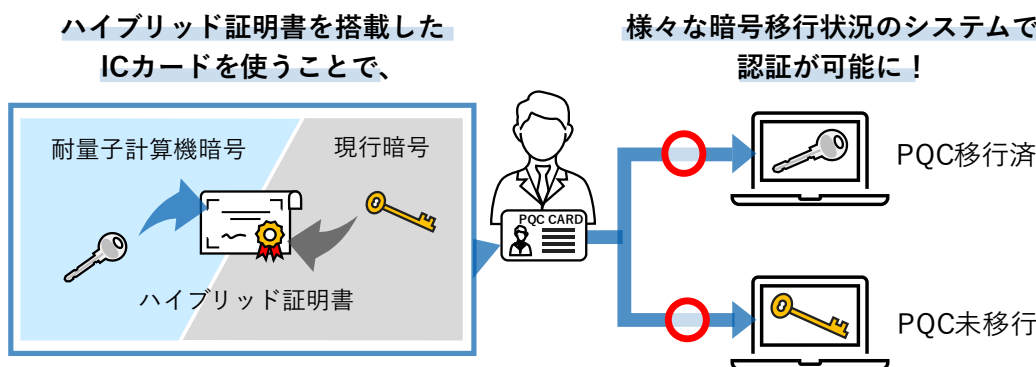 ハイブリッド証明書を搭載した
ICカードを使うことで、
様々な暗号移行状況のシステムで
認証が可能に！
耐量子計算機暗号
現行暗号
ハイブリッド証明書
PQC CARD
PQC移行済
PQC未移行